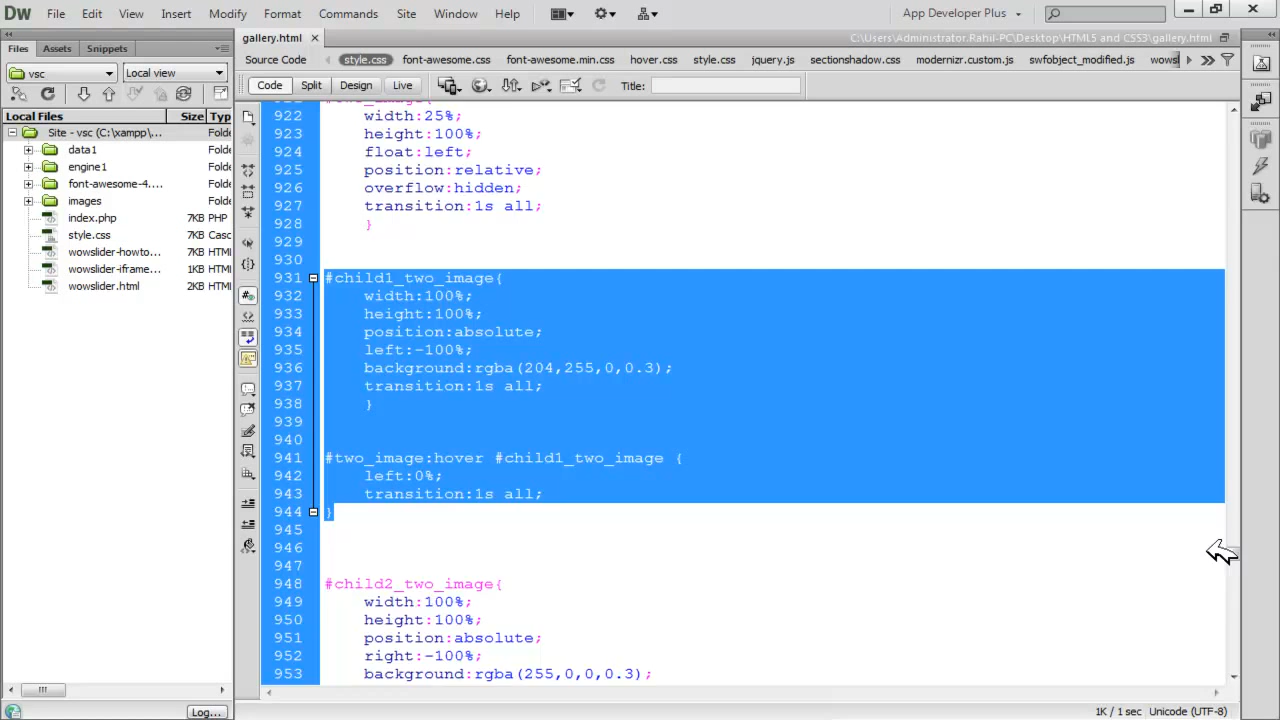 Dw File Edit View Insert Modify Format Commands Site Window Help App Developer Plus
Files Assets Snippets
gallery.html
C:\Users\Administrator.Rahil-PC\Desktop\HTML5 and CSS3\gallery.html
Source Code style.css font-awesome.css font-awesome.min.css hover.css style.css jquery.js sectionshadow.css modernizr.custom.js swfobject_modified.js wows
vsc Local view
Code Split Design Live Title:
Local Files Size Typ
Site - vsc (C:\xampp\... Folde
data1 Folde
engine1 Folde
font-awesome-4.... Folde
images Folde
index.php 7KB PHP
style.css 7KB Casc
wowslider-howto... 7KB HTMl
wowslider-iframe... 1KB HTMl
wowslider.html 2KB HTMl
922 width:25%;
923 height:100%;
924 float:left;
925 position:relative;
926 overflow:hidden;
927 transition:1s all;
928 }
929
930
931 #child1_two_image{
932 width:100%;
933 height:100%;
934 position:absolute;
935 left:-100%;
936 background:rgba(204,255,0,0.3);
937 transition:1s all;
938 }
939
940
941 #two_image:hover #child1_two_image {
942 left:0%;
943 transition:1s all;
944 }
945
946
947
948 #child2_two_image{
949 width:100%;
950 height:100%;
951 position:absolute;
952 right:-100%;
953 background:rgba(255,0,0,0.3);
Log...
1K / 1 sec Unicode (UTF-8)